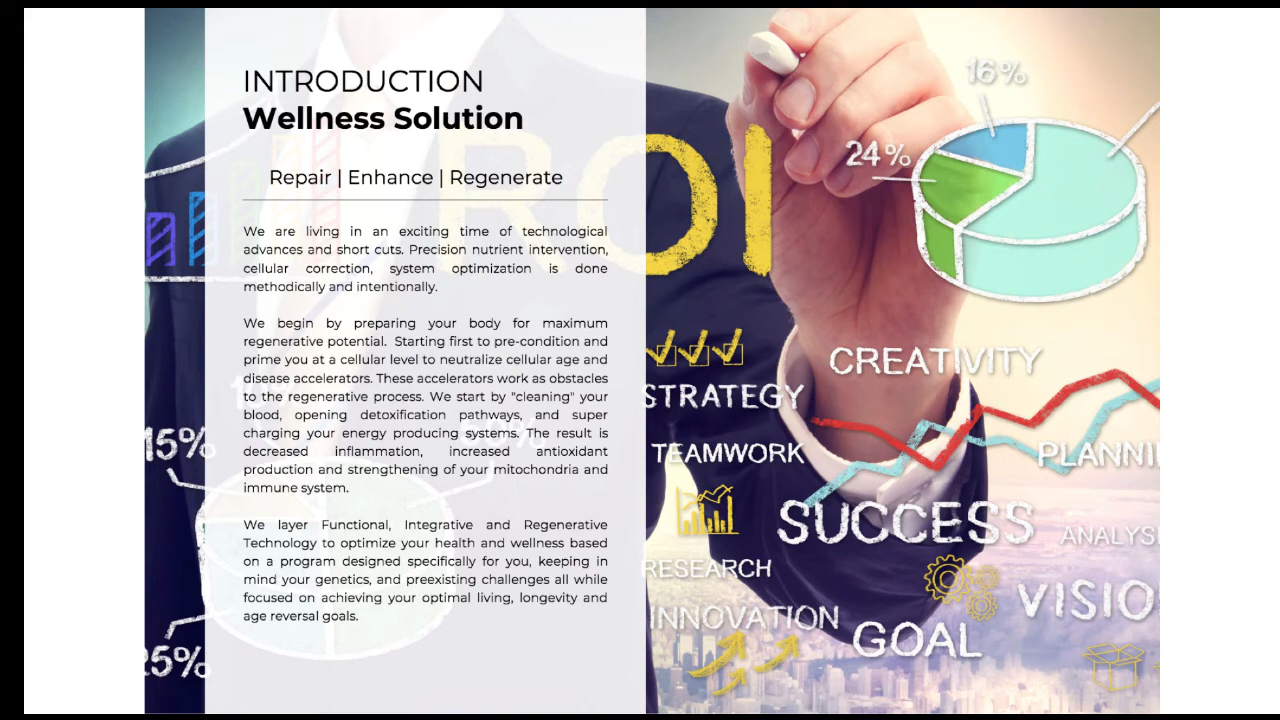 INTRODUCTION
Wellness Solution
Repair | Enhance | Regenerate
We are living in an exciting time of technological
advances and short cuts. Precision nutrient intervention,
cellular correction, system optimization is done
methodically and intentionally.
We begin by preparing your body for maximum
regenerative potential. Starting first to pre-condition and
prime you at a cellular level to neutralize cellular age and
disease accelerators. These accelerators work as obstacles
to the regenerative process. We start by "cleaning" your
blood, opening detoxification pathways, and super
charging your energy producing systems. The result is
decreased inflammation, increased antioxidant
production and strengthening of your mitochondria and
immune system.
We layer Functional, Integrative and Regenerative
Technology to optimize your health and wellness based
on a program designed specifically for you, keeping in
mind your genetics, and preexisting challenges all while
focused on achieving your optimal living, longevity and
age reversal goals.
15%
25%
ROI
16%
24%
CREATIVITY
STRATEGY
TEAMWORK
PLANNI
SUCCESS
ANALYS
RESEARCH
VISIO
INNOVATION
GOAL